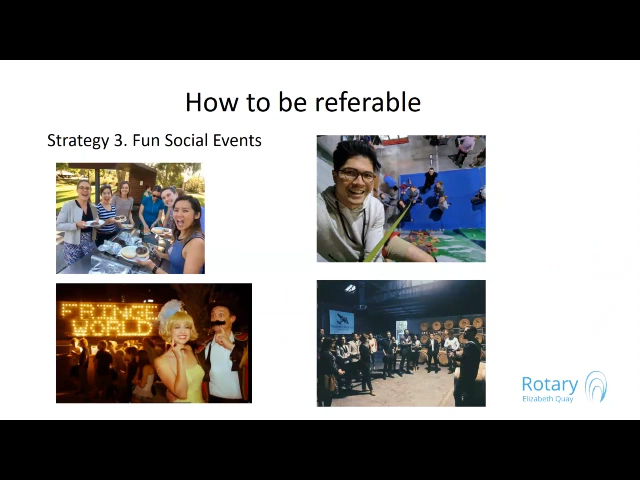 How to be referable
Strategy 3. Fun Social Events
FRINGE
WORLD
Rotary
Elizabeth Quay